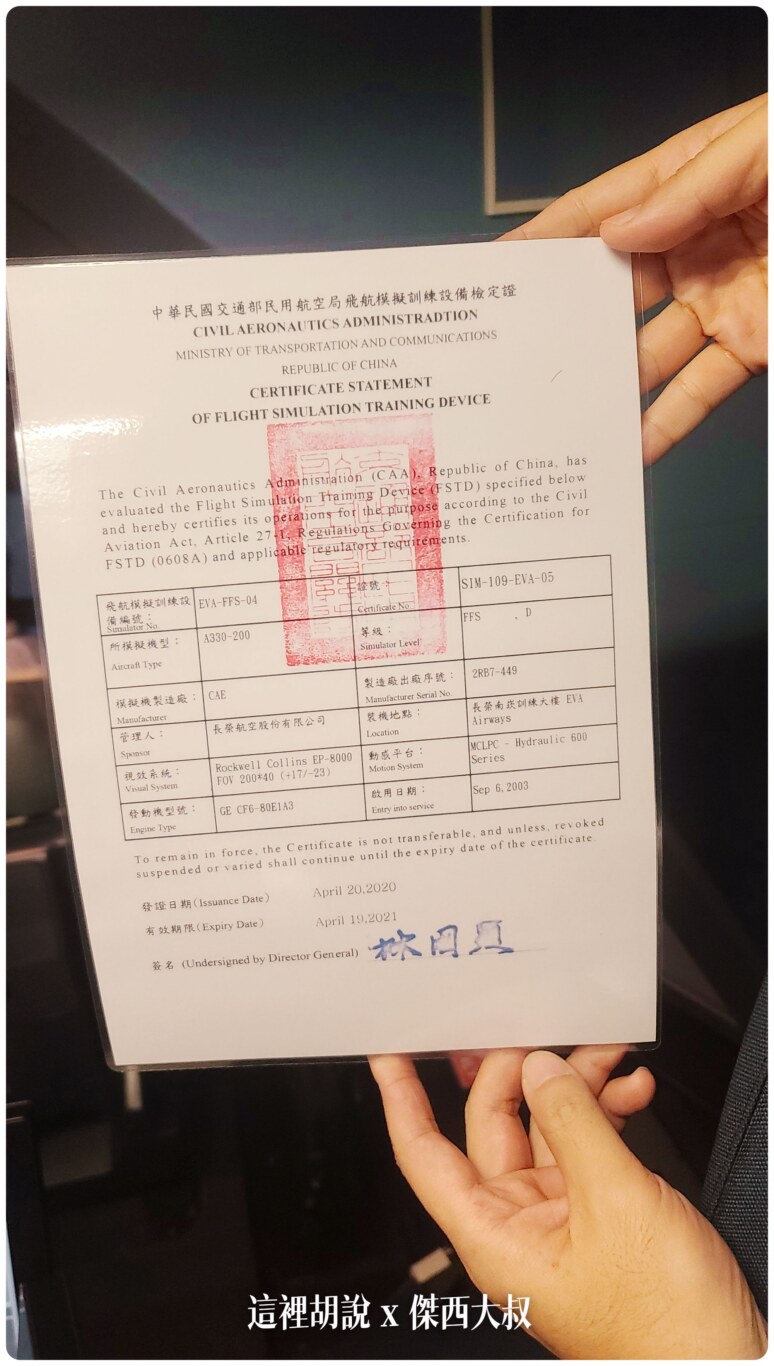 中華民國交通部民用航空局飛航模擬訓練設備檢定證
CIVIL AERONAUTICS ADMINISTRADTION
MINISTRY OF TRANSPORTATION AND COMMUNICATIONS
REPUBLIC OF CHINA
CERTIFICATE STATEMENT
OF FLIGHT SIMULATION TRAINING DEVICE
The Civil Aeronautics Administration (CAA), Republic of China, has
evaluated the Flight Simulation Training Device (FSTD) specified below
and hereby certifies its operations for the purpose according to the Civil
Aviation Act, Article 27-1, Regulations Governing the Certification for
FSTD (0608A) and applicable regulatory requirements.
飛航模擬訓練設備編號： Simulator No. EVA-FFS-04 證號： Certificate No SIM-109-EVA-05
所模擬機型： Aircraft Type A330-200 等級： Simulator Level FFS , D
模擬機製造廠： Manufacturer CAE 製造廠出廠序號： Manufacturer Serial No. 2RB7-449
管理人： Sponsor 長榮航空股份有限公司 裝機地點： Location 長榮南崁訓練大樓 EVA Airways
視效系統： Visual System Rockwell Collins EP-8000 FOV 200*40 (+17/-23) 動感平台： Motion System MCLPC - Hydraulic 600 Series
發動機型號： Engine Type GE CF6-80E1A3 啟用日期： Entry into service Sep 6,2003
To remain in force, the Certificate is not transferable, and unless, revoked
suspended or varied shall continue until the expiry date of the certificate.
發證日期(Issuance Date) April 20,2020
有效期限(Expiry Date) April 19,2021
簽名 (Undersigned by Director General) 林国顯
這裡胡說 x 傑西大叔